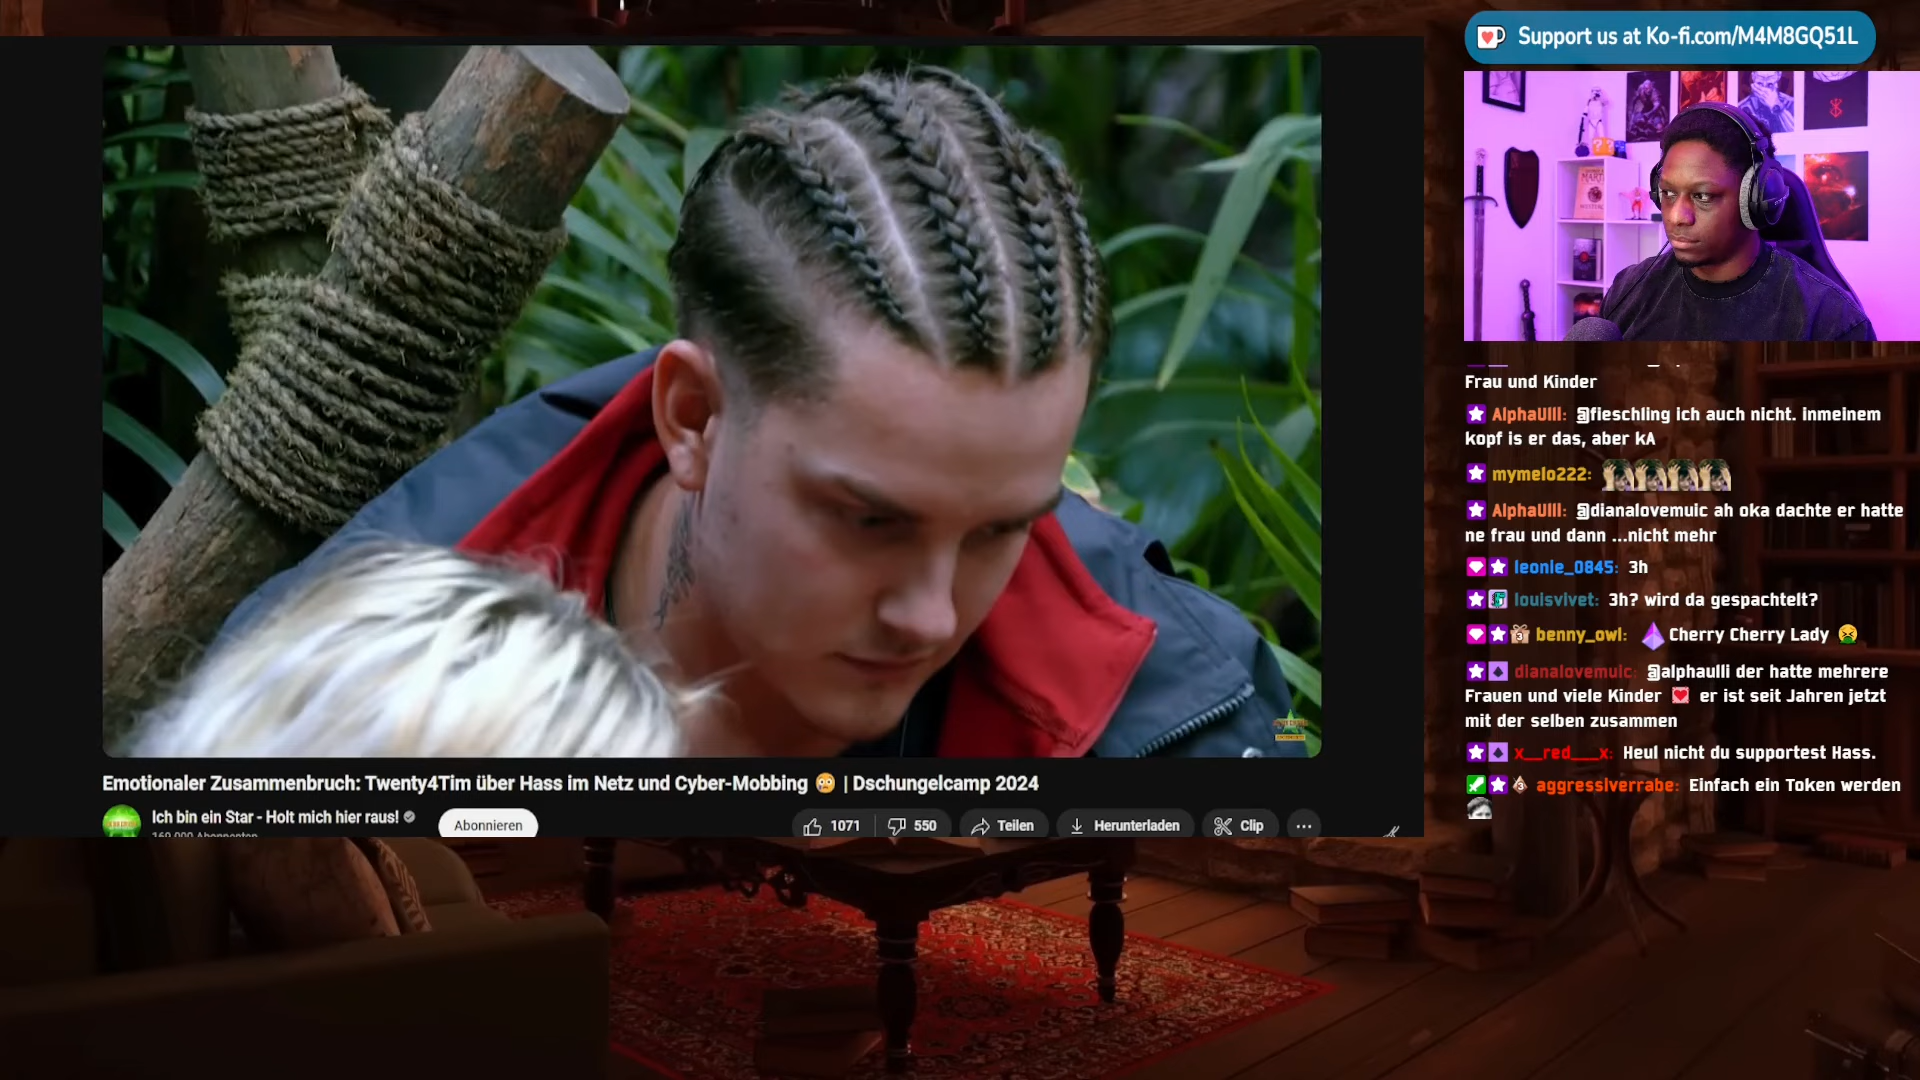 Support us at Ko-fi.com/M4M8GQ51L
Frau und Kinder
AlphaUlli: @fieschling ich auch nicht. inmeinem
kopf is er das, aber kA
mymelo222:
AlphaUlli: @dianalovemuic ah oka dachte er hatte
ne frau und dann ...nicht mehr
leonie_0845: 3h
louisvivet: 3h? wird da gespachtelt?
benny_owl: Cherry Cherry Lady
dianalovemuic: @alphaulli der hatte mehrere
Frauen und viele Kinder er ist seit Jahren jetzt
mit der selben zusammen
x__red___x: Heul nicht du supportest Hass.
aggressiverrabe: Einfach ein Token werden
Emotionaler Zusammenbruch: Twenty4Tim über Hass im Netz und Cyber-Mobbing 😳 | Dschungelcamp 2024
Ich bin ein Star - Holt mich hier raus!
Abonnieren
1071
550
Teilen
Herunterladen
Clip